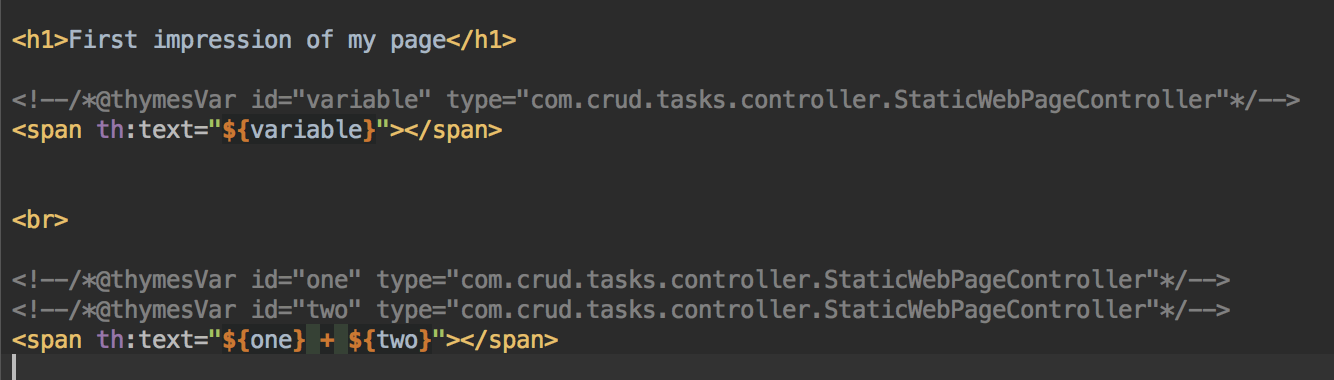 <h1>First impression of my page</h1>
<!--/*@thymesVar id="variable" type="com.crud.tasks.controller.StaticWebPageController"*/-->
<span th:text="${variable}"></span>
<br>
<!--/*@thymesVar id="one" type="com.crud.tasks.controller.StaticWebPageController"*/-->
<!--/*@thymesVar id="two" type="com.crud.tasks.controller.StaticWebPageController"*/-->
<span th:text="${one} + ${two}"></span>